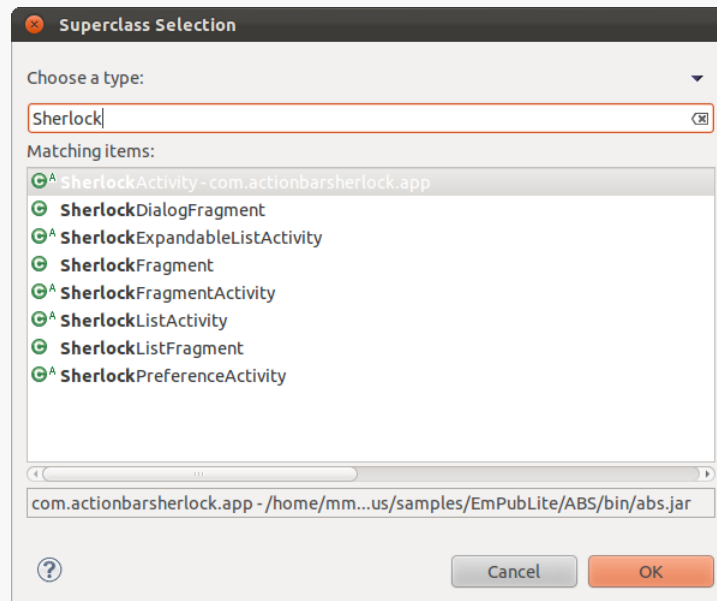 Superclass Selection
Choose a type:
Sherlock
Matching items:
SherlockActivity - com.actionbarsherlock.app
SherlockDialogFragment
SherlockExpandableListActivity
SherlockFragment
SherlockFragmentActivity
SherlockListActivity
SherlockListFragment
SherlockPreferenceActivity
com.actionbarsherlock.app - /home/mm...us/samples/EmPubLite/ABS/bin/abs.jar
Cancel
OK